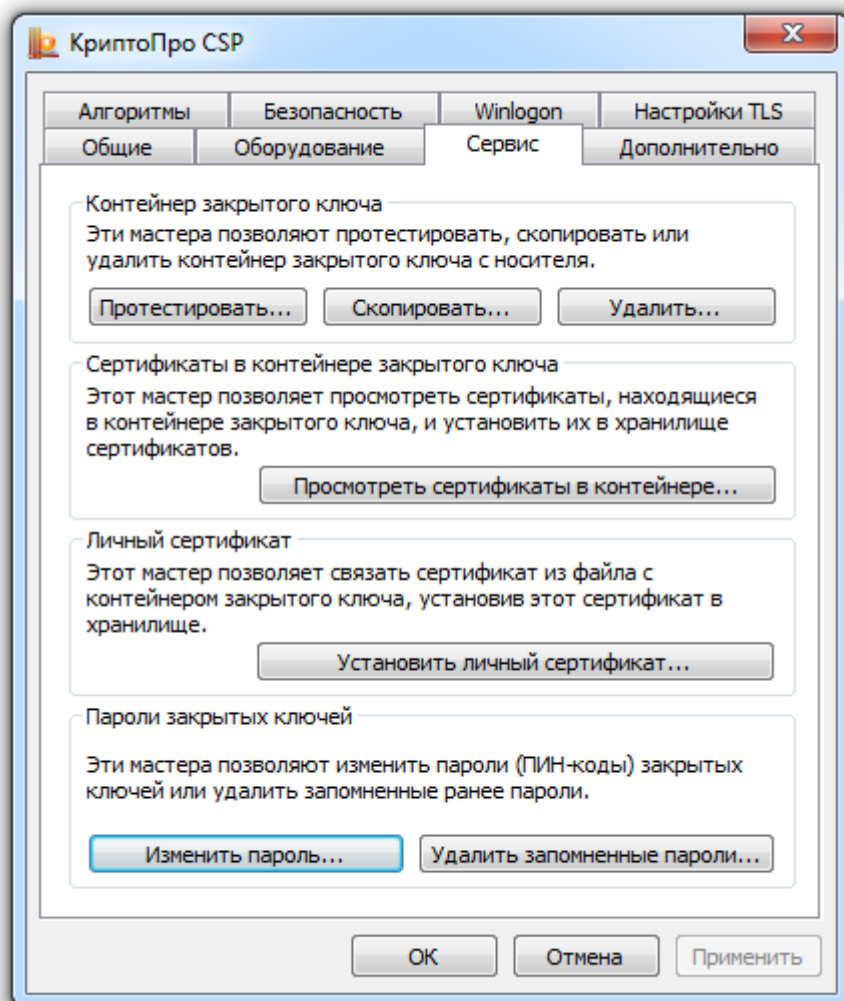 КриптоПро CSP
Алгоритмы Безопасность Winlogon Настройки TLS
Общие Оборудование Сервис Дополнительно
Контейнер закрытого ключа
Эти мастера позволяют протестировать, скопировать или
удалить контейнер закрытого ключа с носителя.
Протестировать... Скопировать... Удалить...
Сертификаты в контейнере закрытого ключа
Этот мастер позволяет просмотреть сертификаты, находящиеся
в контейнере закрытого ключа, и установить их в хранилище
сертификатов.
Просмотреть сертификаты в контейнере...
Личный сертификат
Этот мастер позволяет связать сертификат из файла с
контейнером закрытого ключа, установив этот сертификат в
хранилище.
Установить личный сертификат...
Пароли закрытых ключей
Эти мастера позволяют изменить пароли (ПИН-коды) закрытых
ключей или удалить запомненные ранее пароли.
Изменить пароль... Удалить запомненные пароли...
ОК Отмена Применить